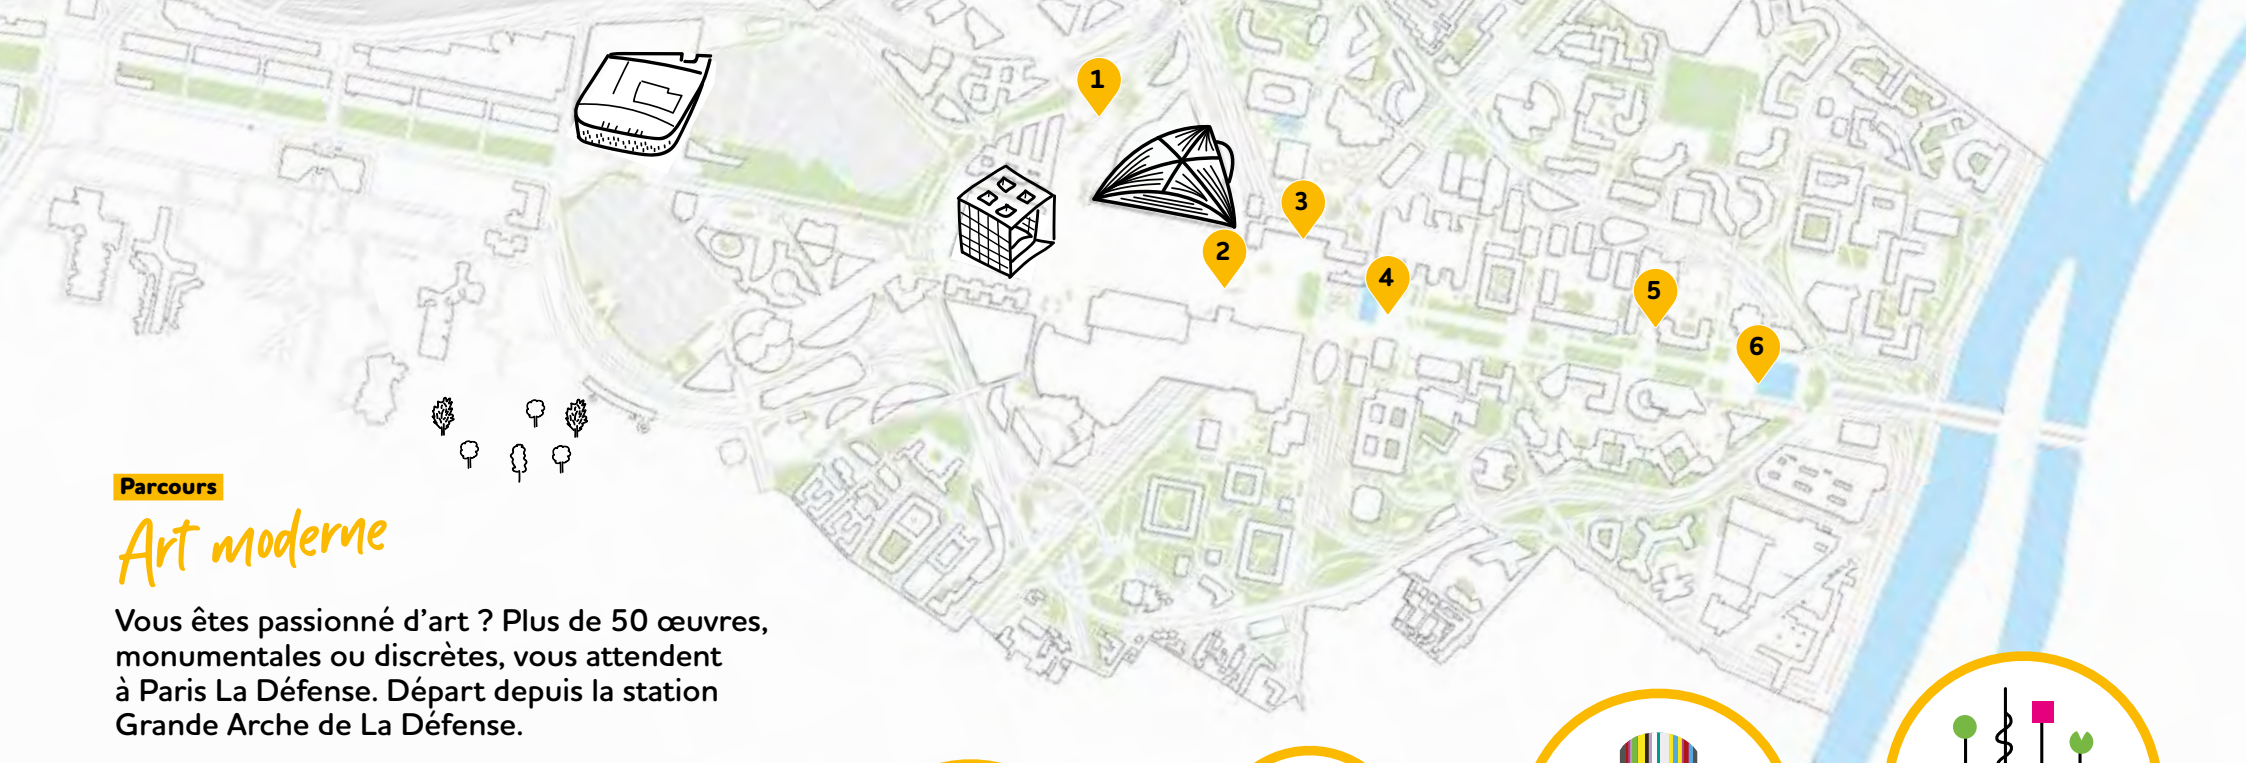 1
2
3
4
5
6
Parcours
Art moderne
Vous êtes passionné d’art ? Plus de 50 œuvres,
monumentales ou discrètes, vous attendent
à Paris La Défense. Départ depuis la station
Grande Arche de La Défense.